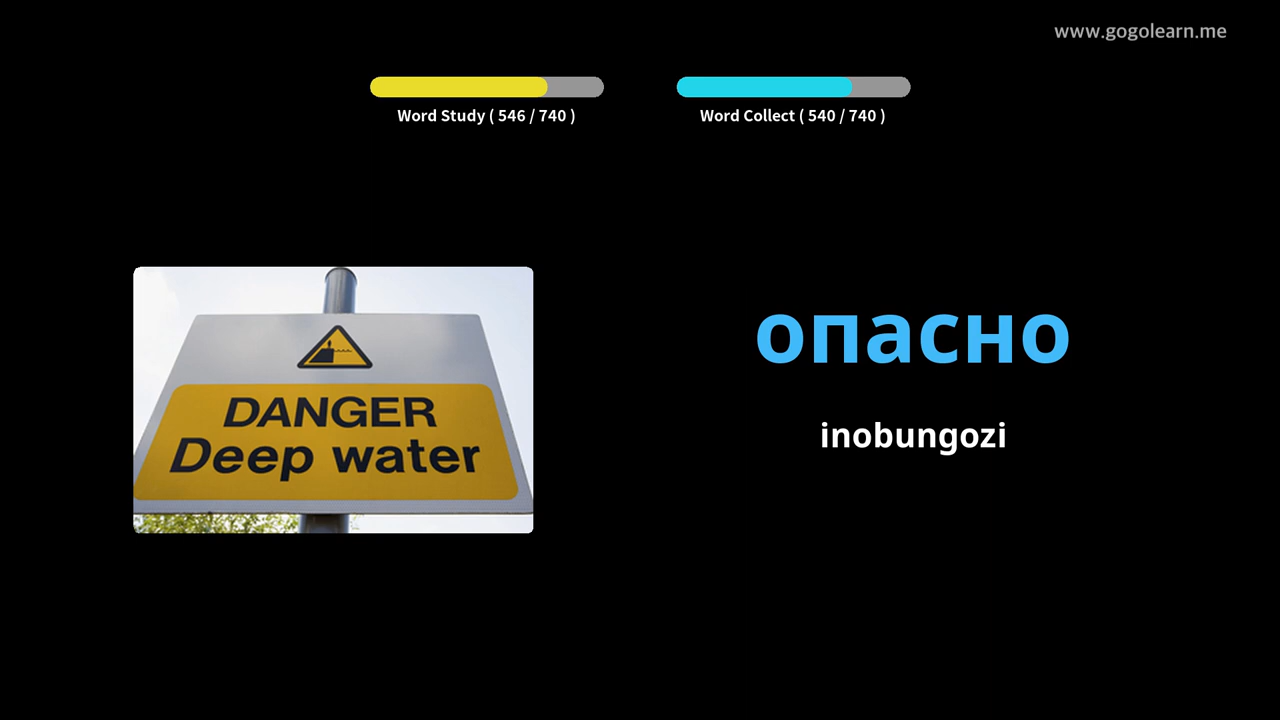 www.gogolearn.me
Word Study ( 546 / 740 )
Word Collect ( 540 / 740 )
DANGER
Deep water
опасно
inobungozi